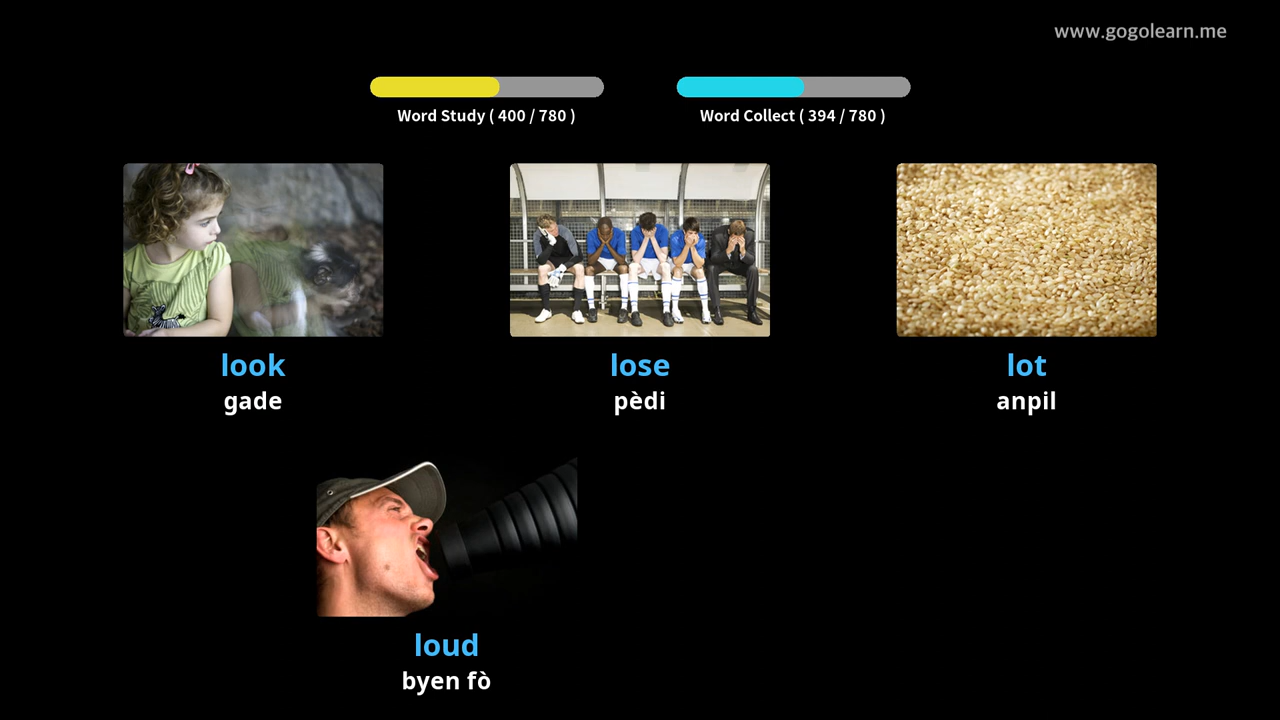 www.gogolearn.me
Word Study ( 400 / 780 )
Word Collect ( 394 / 780 )
look
gade
lose
pèdi
lot
anpil
loud
byen fò